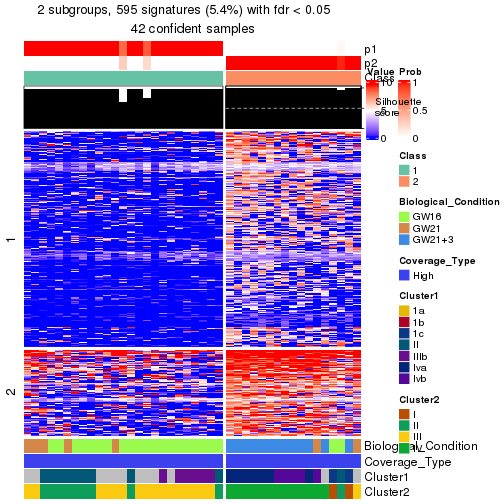 2 subgroups, 595 signatures (5.4%) with fdr < 0.05
42 confident samples
p1
p2
Class
Silhouette
score
1
2
Biological_Condition
Coverage_Type
Cluster1
Cluster2
Value
10
5
0
Prob
1
0.5
0
Class
1
2
Biological_Condition
GW16
GW21
GW21+3
Coverage_Type
High
Cluster1
1a
1b
1c
II
IIIb
Iva
Ivb
Cluster2
I
II
III
IV